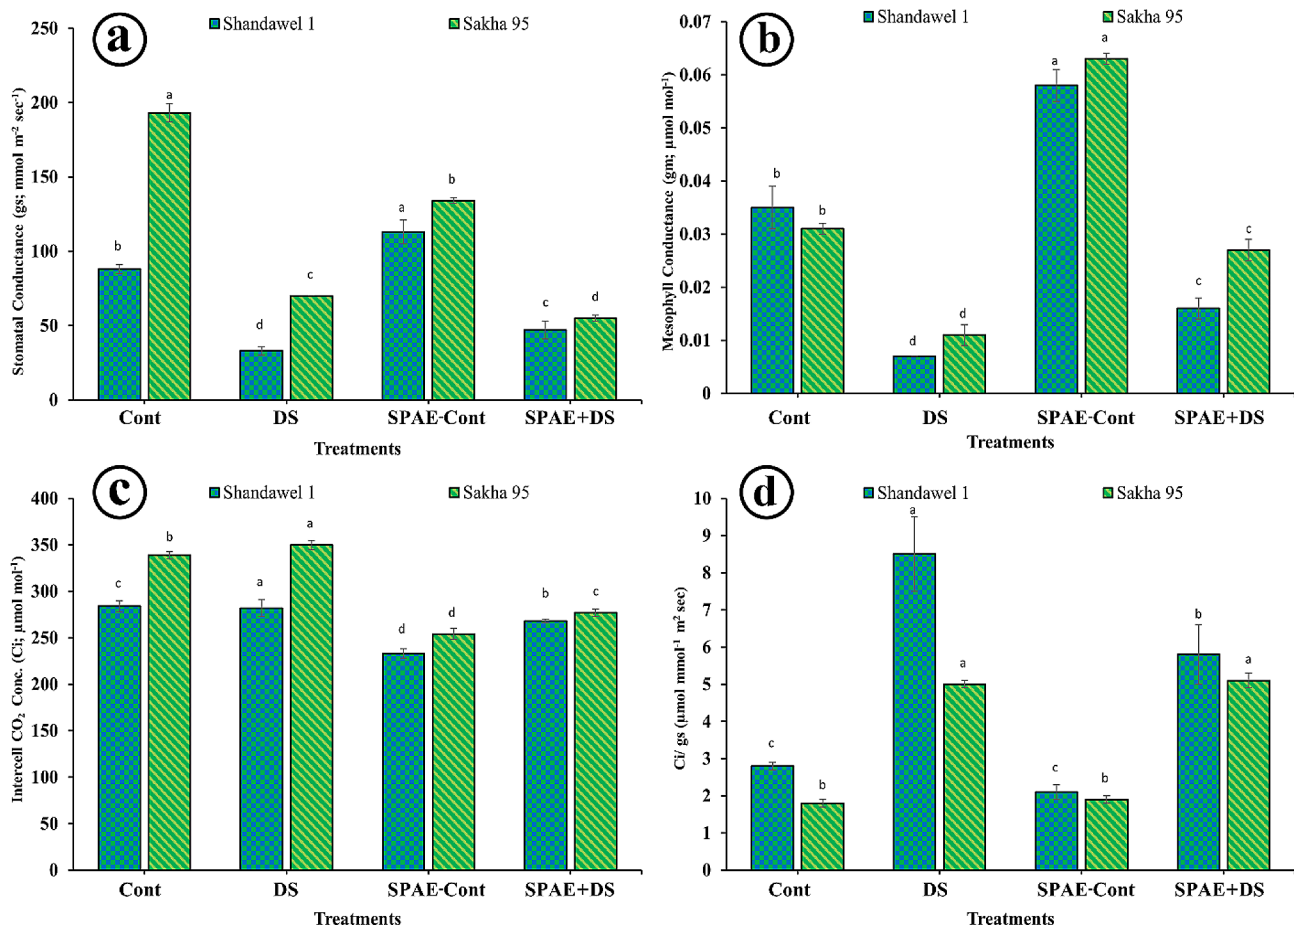 a
Shandawel 1
Sakha 95
Stomatal Conductance (gs; mmol m⁻² sec⁻¹)
250
200
150
100
50
0
b
a
d
c
a
b
c
d
Cont
DS
SPAE-Cont
SPAE+DS
Treatments
b
Shandawel 1
Sakha 95
Mesophyll Conductance (gm; µmol mol⁻¹)
0.07
0.06
0.05
0.04
0.03
0.02
0.01
0
b
b
d
d
a
a
c
c
Cont
DS
SPAE-Cont
SPAE+DS
Treatments
c
Shandawel 1
Sakha 95
Intercell CO₂ Conc. (Ci; µmol mol⁻¹)
400
350
300
250
200
150
100
50
0
c
b
a
a
d
d
b
c
Cont
DS
SPAE-Cont
SPAE+DS
Treatments
d
Shandawel 1
Sakha 95
Ci/ gs (µmol mmol⁻¹ m² sec)
10
9
8
7
6
5
4
3
2
1
0
c
b
a
a
c
b
b
a
Cont
DS
SPAE-Cont
SPAE+DS
Treatments